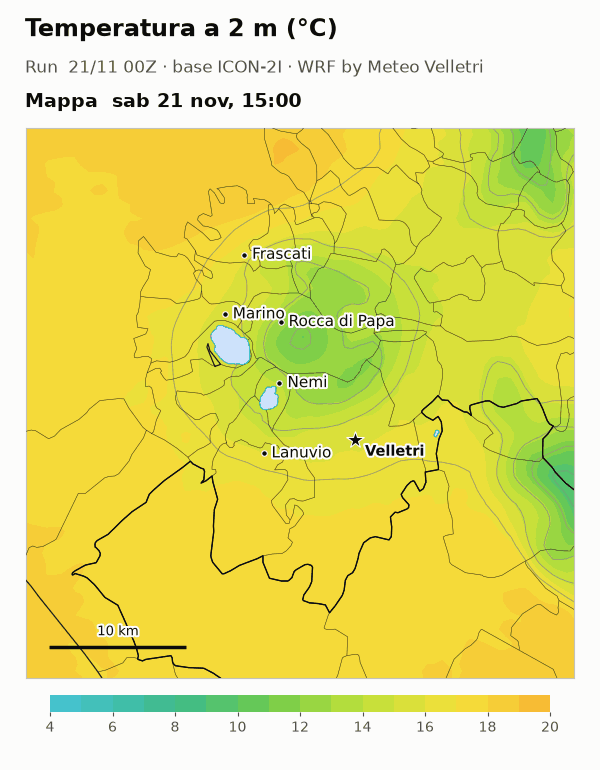 Temperatura a 2 m (°C)
Run  21/11 00Z · base ICON-2I · WRF by Meteo Velletri
Mappa  sab 21 nov, 15:00
Frascati
Marino
Rocca di Papa
Nemi
Velletri
Lanuvio
10 km
4 6 8 10 12 14 16 18 20